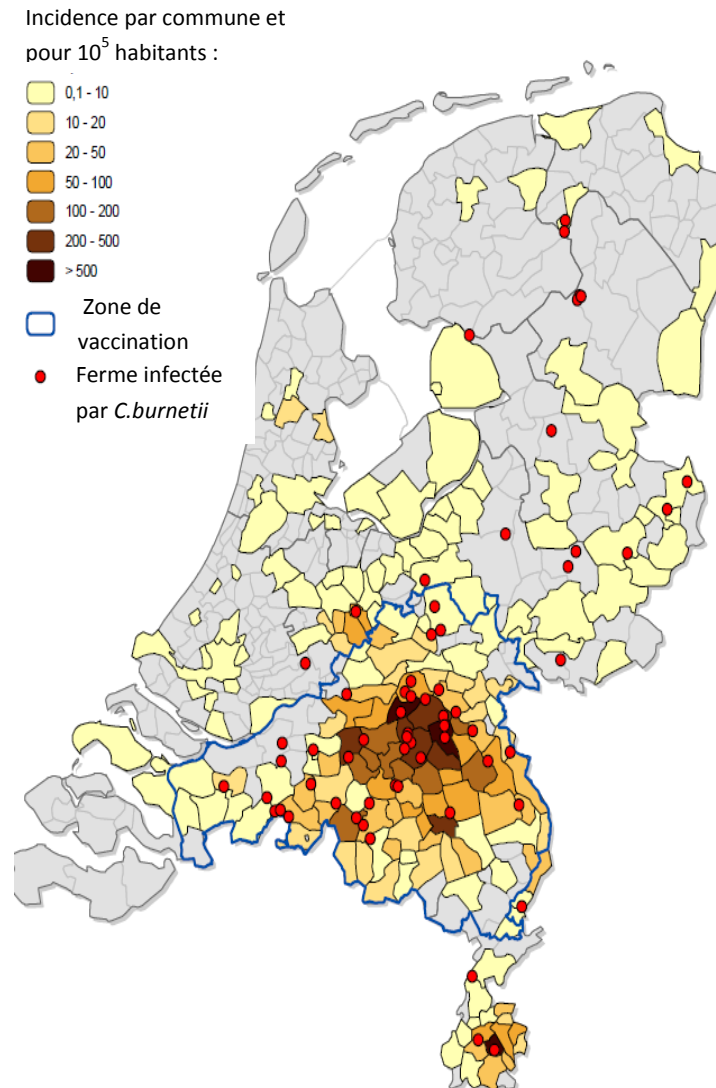 Incidence par commune et
pour 10⁵ habitants :
0,1 - 10
10 - 20
20 - 50
50 - 100
100 - 200
200 - 500
> 500
Zone de
vaccination
Ferme infectée
par C.burnetii